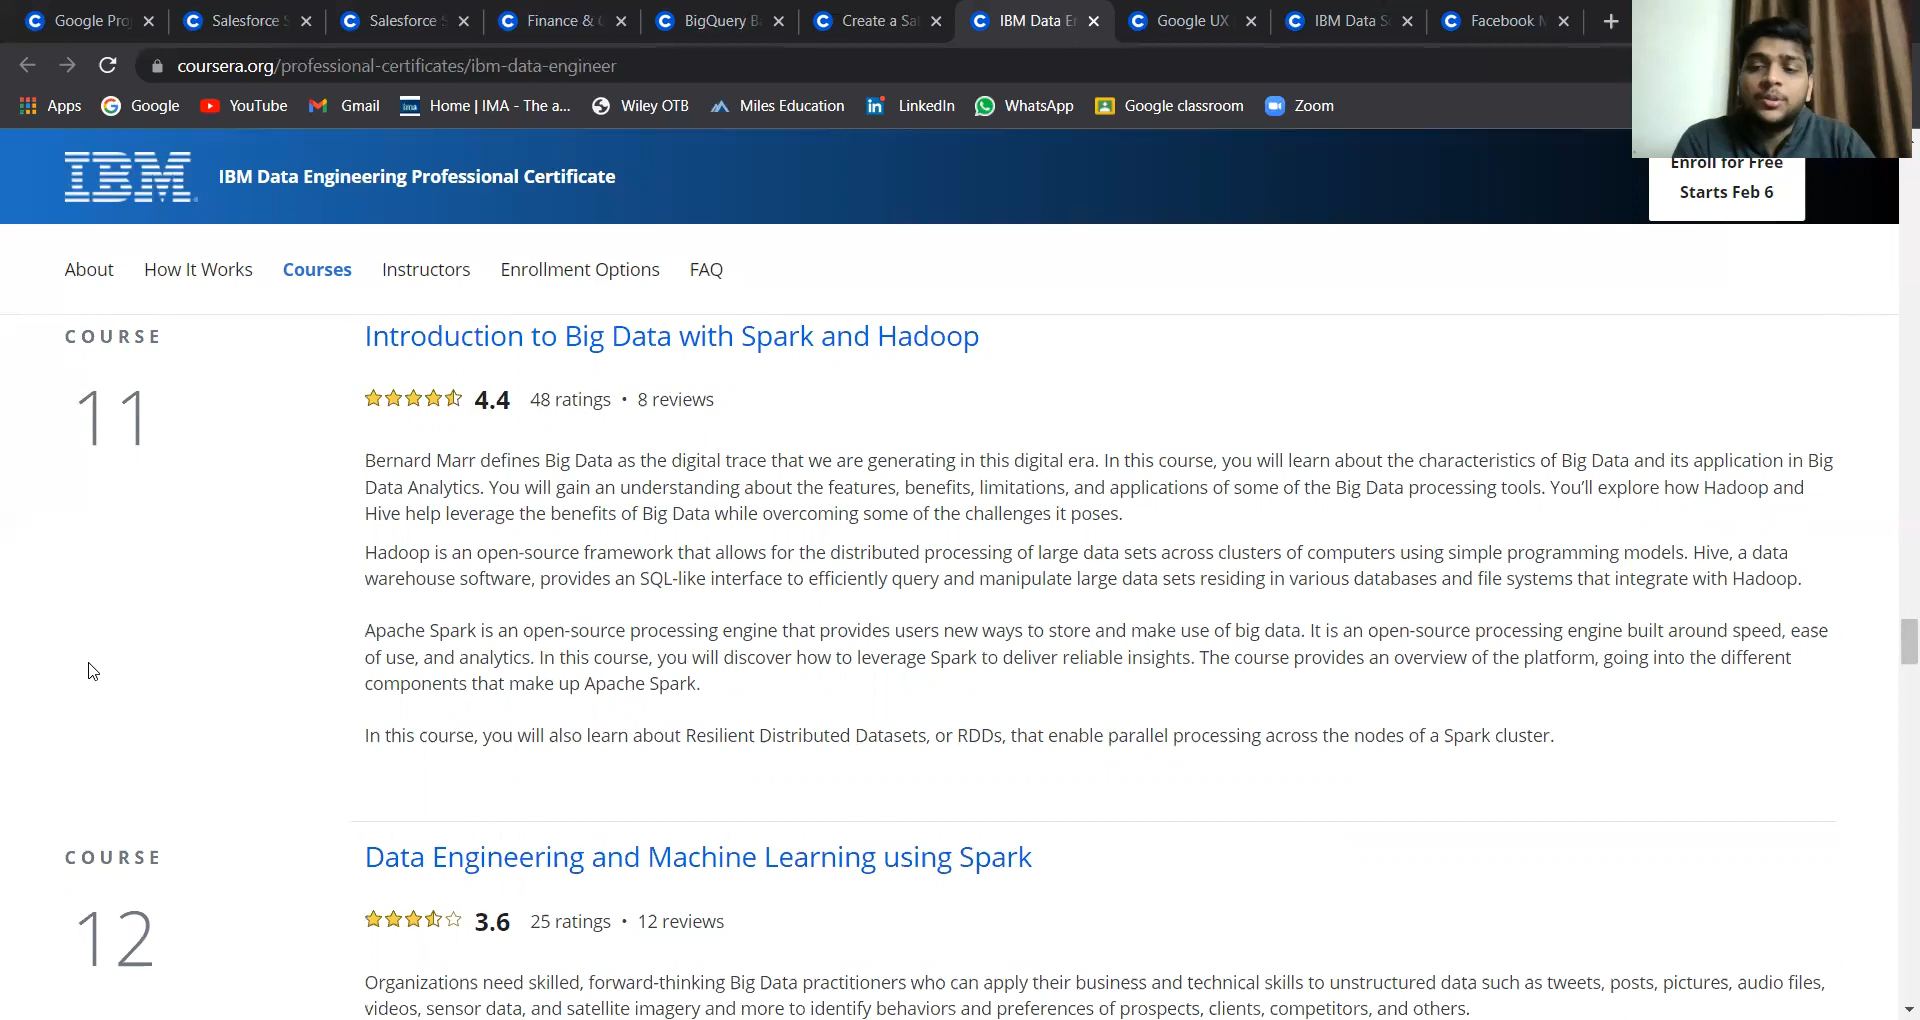 Google Pro
Salesforce S
Salesforce S
Finance &
BigQuery B
Create a Sa
IBM Data E
Google UX
IBM Data S
Facebook M
coursera.org/professional-certificates/ibm-data-engineer
Apps Google YouTube Gmail Home | IMA - The a... Wiley OTB Miles Education LinkedIn WhatsApp Google classroom Zoom
IBM
IBM Data Engineering Professional Certificate
Enroll for Free
Starts Feb 6
About How It Works Courses Instructors Enrollment Options FAQ
COURSE
11
Introduction to Big Data with Spark and Hadoop
4.4 48 ratings • 8 reviews
Bernard Marr defines Big Data as the digital trace that we are generating in this digital era. In this course, you will learn about the characteristics of Big Data and its application in Big
Data Analytics. You will gain an understanding about the features, benefits, limitations, and applications of some of the Big Data processing tools. You'll explore how Hadoop and
Hive help leverage the benefits of Big Data while overcoming some of the challenges it poses.
Hadoop is an open-source framework that allows for the distributed processing of large data sets across clusters of computers using simple programming models. Hive, a data
warehouse software, provides an SQL-like interface to efficiently query and manipulate large data sets residing in various databases and file systems that integrate with Hadoop.
Apache Spark is an open-source processing engine that provides users new ways to store and make use of big data. It is an open-source processing engine built around speed, ease
of use, and analytics. In this course, you will discover how to leverage Spark to deliver reliable insights. The course provides an overview of the platform, going into the different
components that make up Apache Spark.
In this course, you will also learn about Resilient Distributed Datasets, or RDDs, that enable parallel processing across the nodes of a Spark cluster.
COURSE
12
Data Engineering and Machine Learning using Spark
3.6 25 ratings • 12 reviews
Organizations need skilled, forward-thinking Big Data practitioners who can apply their business and technical skills to unstructured data such as tweets, posts, pictures, audio files,
videos, sensor data, and satellite imagery and more to identify behaviors and preferences of prospects, clients, competitors, and others.